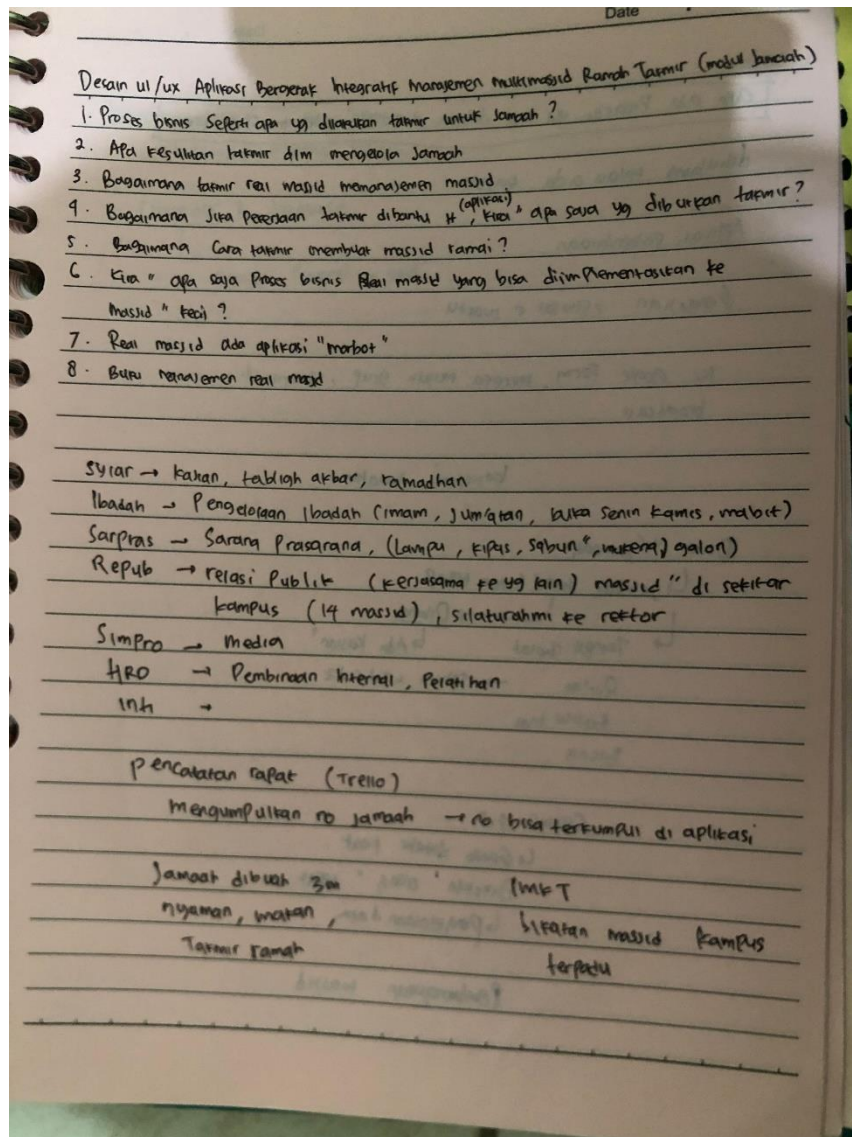 Date
Desain ui/ux Aplikasi Bergerak Integratif Manajemen multimasjid Ramah Takmir (modul Jamaah)
1. Proses bisnis Seperti apa yg dilakukan takmir untuk Jamaah ?
2. Apa kesulitan takmir dlm mengelola Jamaah
3. Bagaimana takmir real masjid memanajemen masjid
4. Bagaimana Jika Pekerjaan takmir dibantu (aplikasi), kira" apa saja yg dibutkan takmir ?
5. Bagaimana Cara takmir membuat masjid ramai ?
6. Kira" apa saja Proses bisnis Real masjid yang bisa diimplementasikan ke
masjid" kecil ?
7. Real masjid ada aplikasi "marbot"
8. Buku manajemen real masjid
Syiar → kajian, tabligh akbar, ramadhan
Ibadah → Pengelolaan Ibadah (imam, Jum'atan, buka Senin kamis, mabit)
Sarpras → Sarana Prasarana, (Lampu, kipas, Sabun", mukena) galon)
Repub → relasi Publik (kerjasama ke yg lain) masjid" di sekitar
kampus (14 masjid), silaturahmi ke rektor
Simpro → media
HRO → Pembinaan Internal, Pelatihan
Inti →
pencatatan rapat (Trello)
mengumpulkan no jamaah → no bisa terkumpul di aplikasi
Jamaah dibuat 3m IMKT
nyaman, makan, masjid kampus
Takmir ramah terpadu